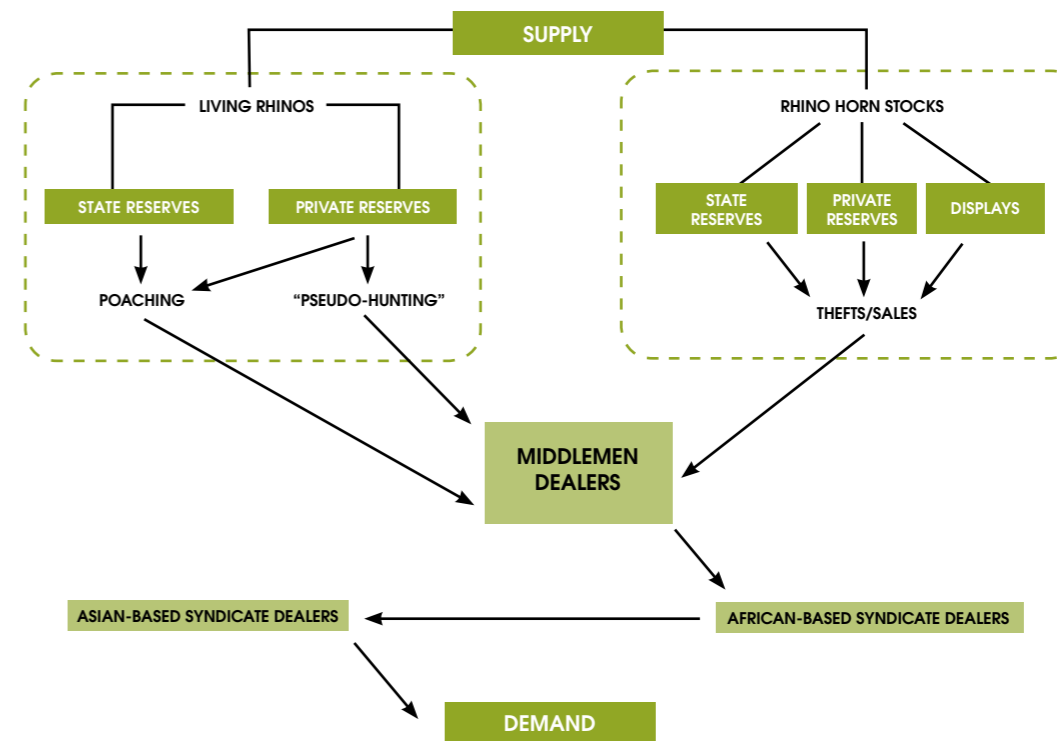 SUPPLY
LIVING RHINOS
RHINO HORN STOCKS
STATE RESERVES
PRIVATE RESERVES
STATE
RESERVES
PRIVATE
RESERVES
DISPLAYS
POACHING
“PSEUDO-HUNTING”
THEFTS/SALES
MIDDLEMEN
DEALERS
ASIAN-BASED SYNDICATE DEALERS
AFRICAN-BASED SYNDICATE DEALERS
DEMAND